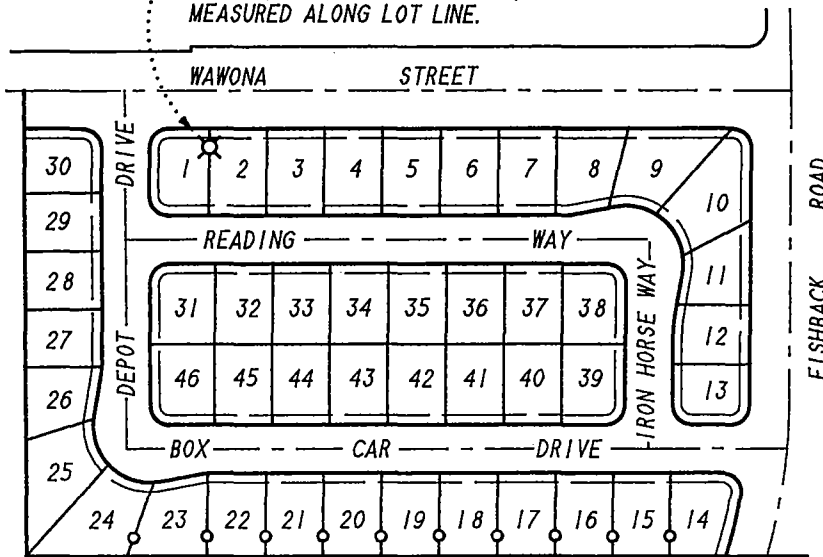 MEASURED ALONG LOT LINE.
WAWONA STREET
DRIVE
30
1 2 3 4 5 6 7 8 9
10
ROAD
29
READING WAY
28
11
31 32 33 34 35 36 37 38
IRON HORSE WAY
FISHBACK
27
12
DEPOT
46 45 44 43 42 41 40 39
13
26
BOX CAR DRIVE
25
24 23 22 21 20 19 18 17 16 15 14